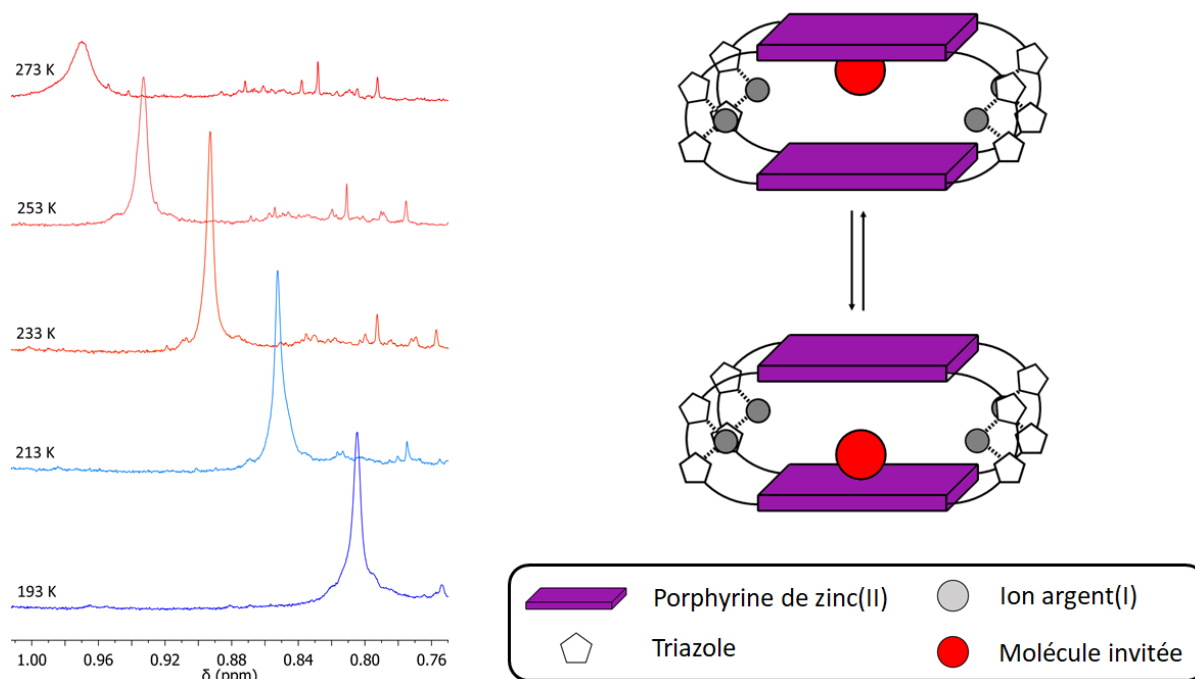 273 K
253 K
233 K
213 K
193 K
1.00 0.96 0.92 0.88 0.84 0.80 0.76
δ (ppm)
Porphyrine de zinc(II)
Ion argent(I)
Triazole
Molécule invitée